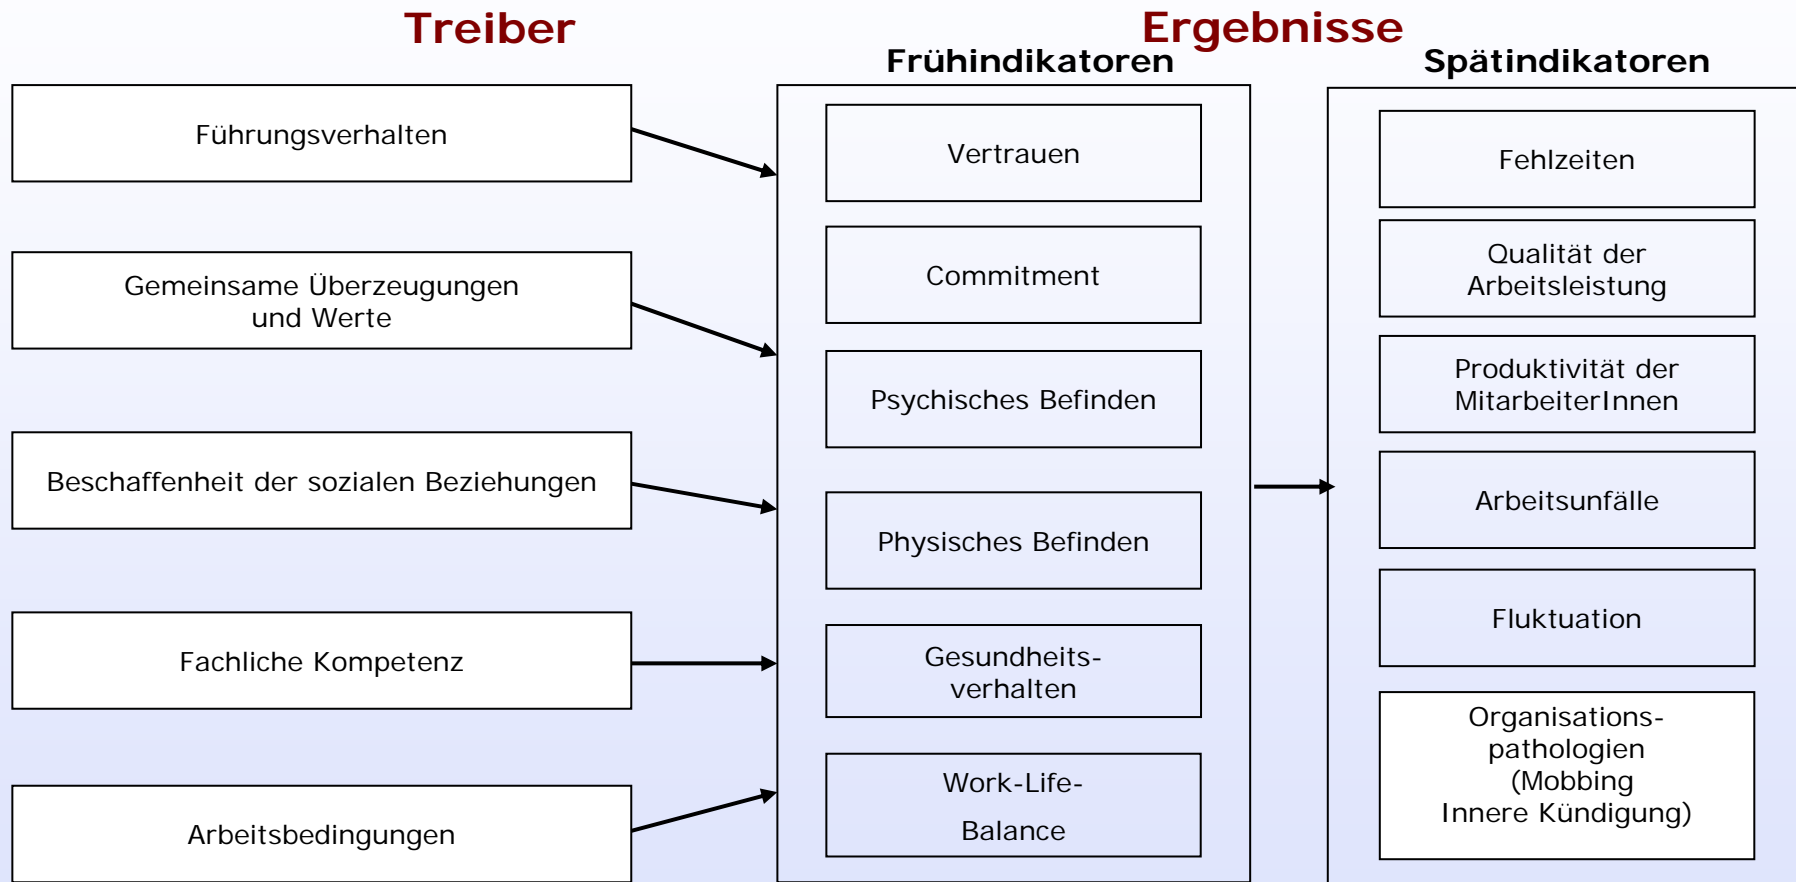 Treiber
Ergebnisse
Frühindikatoren
Spätindikatoren
Führungsverhalten
Gemeinsame Überzeugungen
und Werte
Beschaffenheit der sozialen Beziehungen
Fachliche Kompetenz
Arbeitsbedingungen
Vertrauen
Commitment
Psychisches Befinden
Physisches Befinden
Gesundheits-
verhalten
Work-Life-
Balance
Fehlzeiten
Qualität der
Arbeitsleistung
Produktivität der
MitarbeiterInnen
Arbeitsunfälle
Fluktuation
Organisations-
pathologien
(Mobbing
Innere Kündigung)